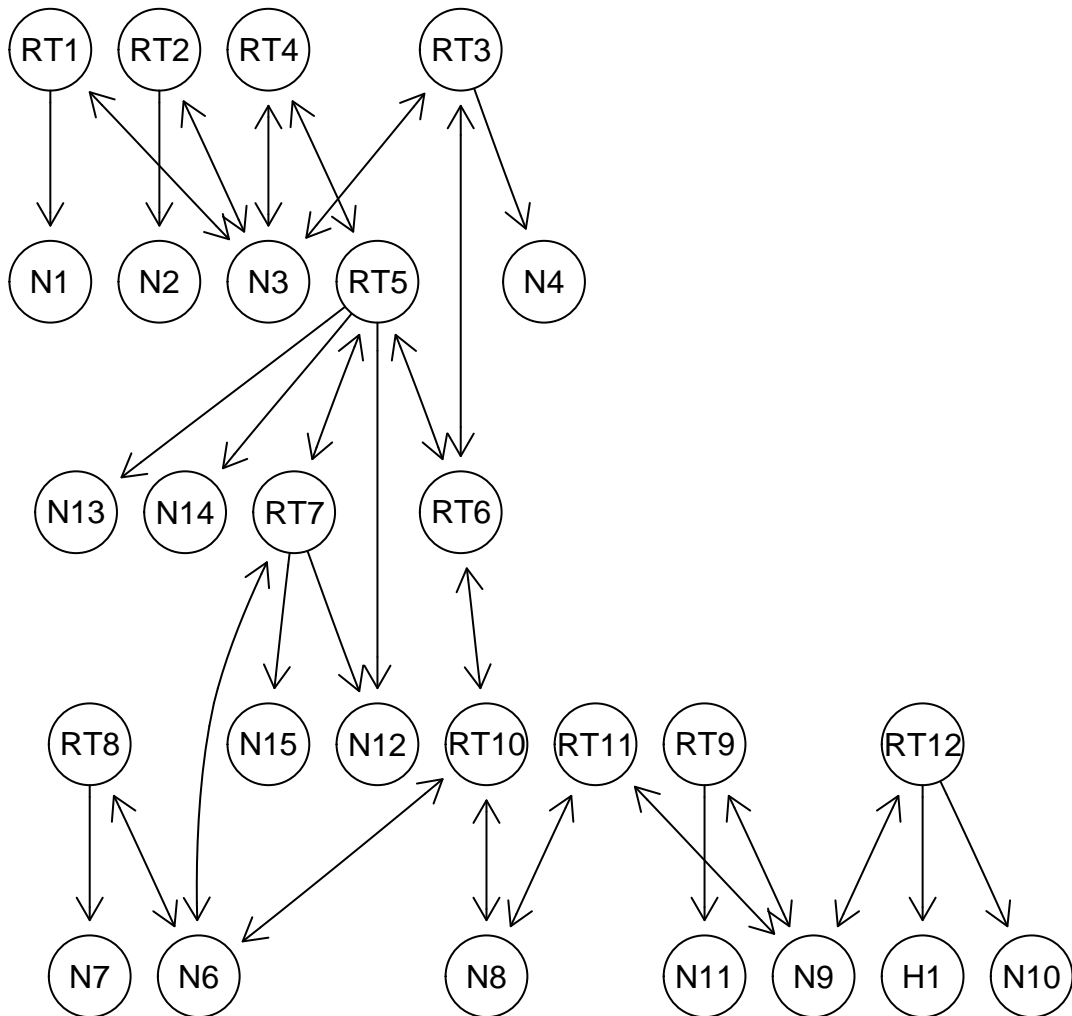 RT1 RT2 RT4 RT3
N1 N2 N3 RT5 N4
N13 N14 RT7 RT6
RT8 N15 N12 RT10 RT11 RT9 RT12
N7 N6 N8 N11 N9 H1 N10